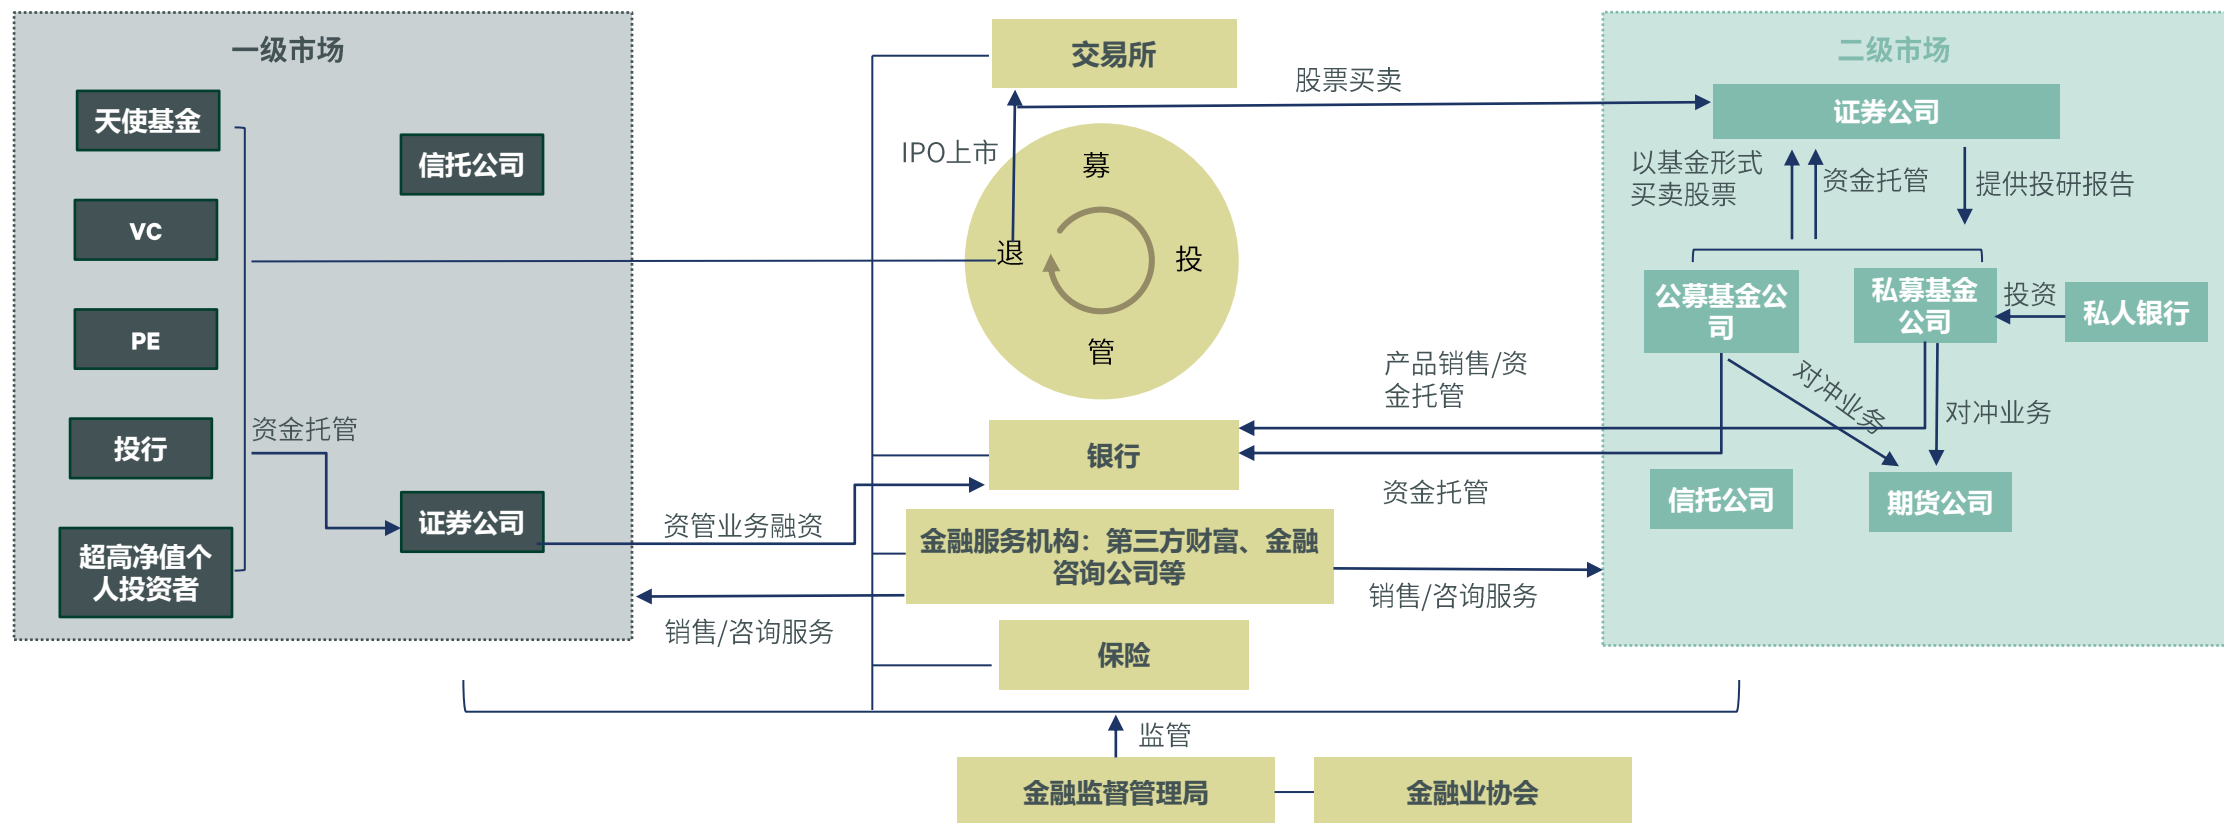 一级市场
天使基金
VC
PE
投行
超高净值个
人投资者
信托公司
资金托管
证券公司
交易所
IPO上市
募
投
管
退
股票买卖
资管业务融资
银行
产品销售/资
金托管
资金托管
金融服务机构：第三方财富、金融
咨询公司等
销售/咨询服务
销售/咨询服务
保险
监管
金融监督管理局
金融业协会
二级市场
证券公司
以基金形式
买卖股票
资金托管
提供投研报告
公募基金公
司
私募基金
公司
投资
私人银行
对冲业务
对冲业务
信托公司
期货公司